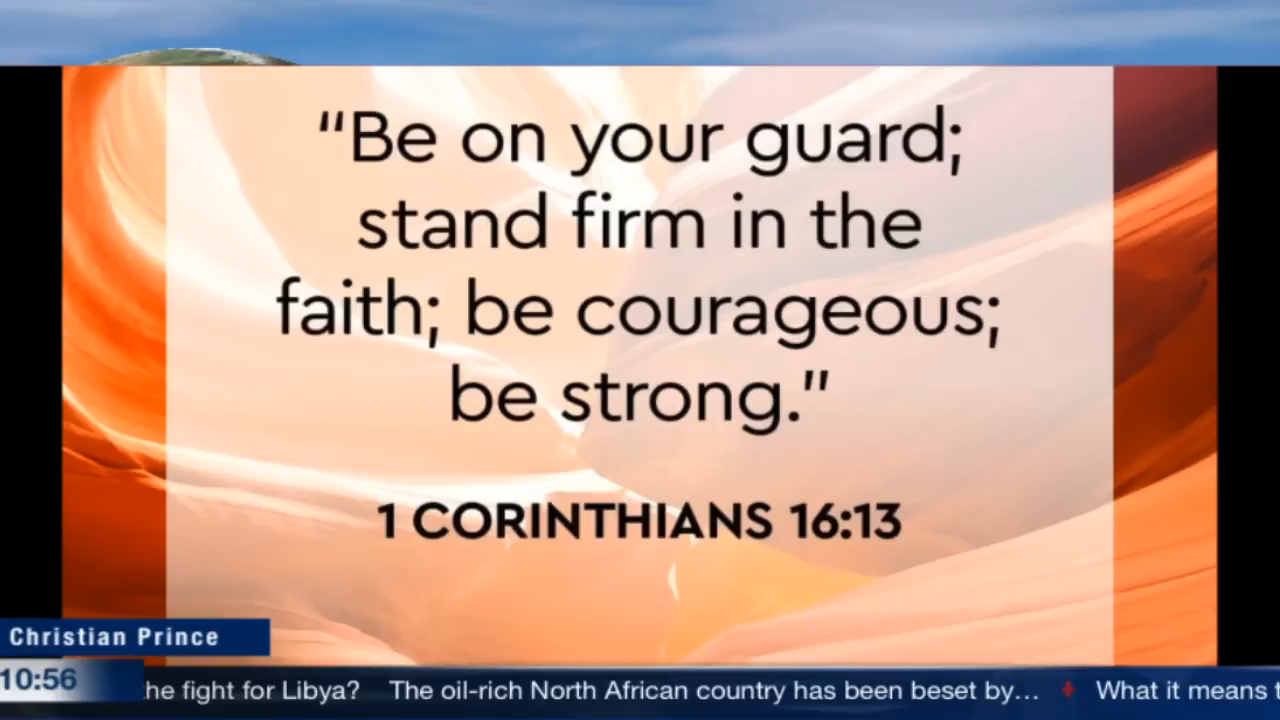 “Be on your guard;
stand firm in the
faith; be courageous;
be strong.”
1 CORINTHIANS 16:13
Christian Prince
10:56
the fight for Libya? The oil-rich North African country has been beset by… What it means